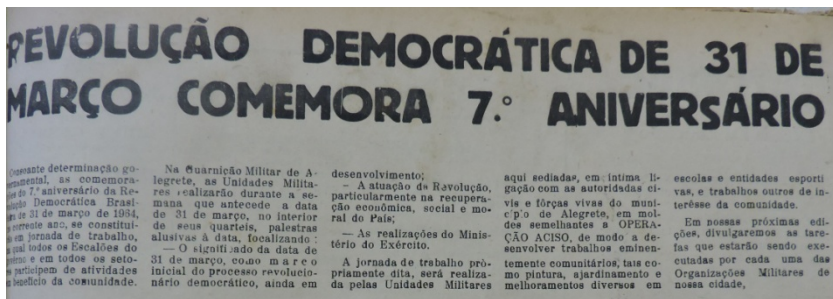 REVOLUÇÃO DEMOCRÁTICA DE 31 DE
MARÇO COMEMORA 7.º ANIVERSÁRIO
Consoante determinação go-
vernamental, as comemora-
ções do 7.º aniversário da Re-
volução Democrática Brasi-
de 31 de março de 1964,
corrente ano, se constitui-
em jornada de trabalho,
qual todos os Escalões do
e em todos os seto-
participem de atividades
beneficio da comunidade.
Na Guarnição Militar de A-
legrete, as Unidades Milita-
res realizarão durante a se-
mana que antecede a data
de 31 de março, no interior
de seus quarteis, palestras
alusivas à data, focalizando :
— O significado da data de
31 de março, como marco
inicial do processo revolucio-
nário democrático, ainda em
desenvolvimento;
— A atuação da Revolução,
particularmente na recupera-
ção econômica, social e mo-
ral do País;
— As realizações do Minis-
tério do Exército.
A jornada de trabalho prò-
priamente dita, será realiza-
da pelas Unidades Militares
aqui sediadas, em íntima li-
gação com as autoridadas ci-
vis e fôrças vivas do muni-
c'p'o de Alegrete, em mol-
des semelhantes a OPERA-
ÇÃO ACISO, de modo a de-
senvolver trabalhos eminen-
temente comunitários, tais co-
mo pintura, ajardinamento e
melhoramentos diversos em
escolas e entidades esporti
vas, e trabalhos outros de in-
terêsse da comunidade.
Em nossas próximas edi-
ções, divulgaremos as tare-
fas que estarão sendo exe-
cutadas por cada uma das
Organizações Militares de
nossa cidade,